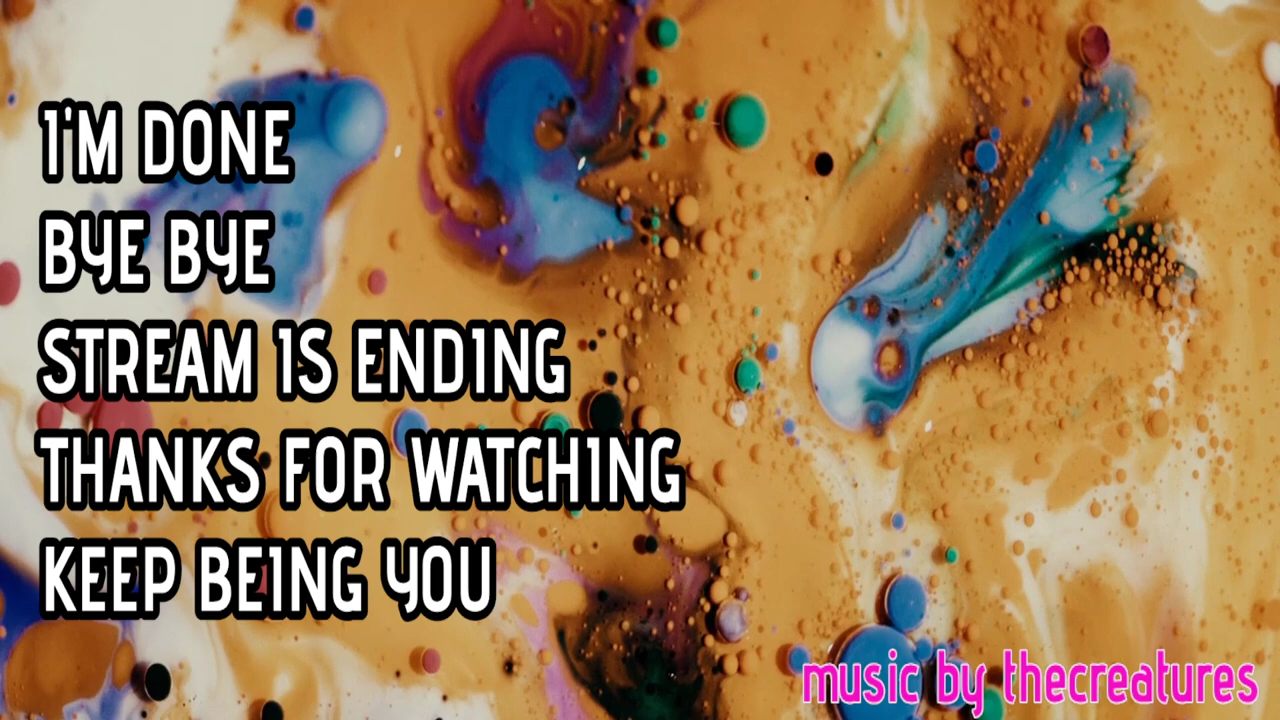 I'M DONE
BYE BYE
STREAM IS ENDING
THANKS FOR WATCHING
KEEP BEING YOU
music by thecreatures